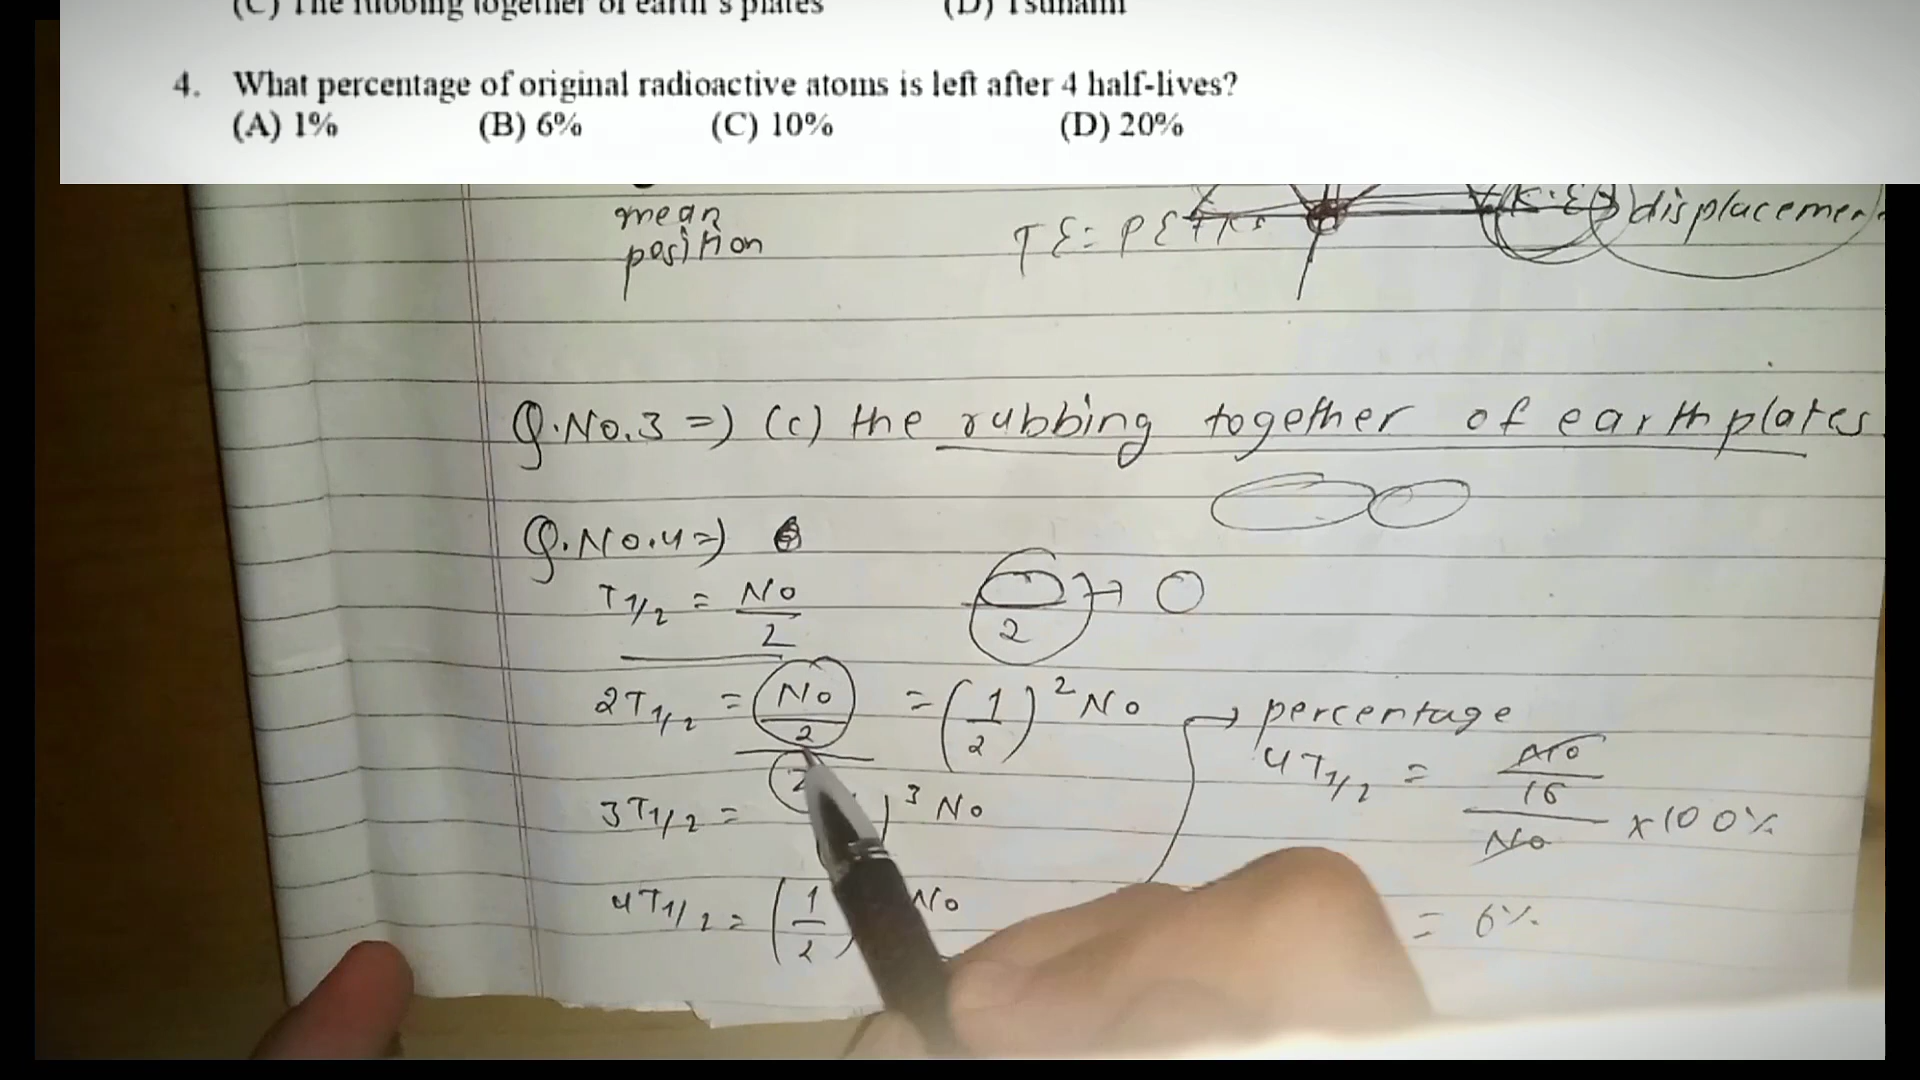 (C) The rubbing together of earth's plates (D) Tsunami
4. What percentage of original radioactive atoms is left after 4 half-lives?
(A) 1% (B) 6% (C) 10% (D) 20%
mean
position
TE = PE + K
(K.E) displacemen
Q.No.3 => (c) the rubbing together of earth plates
Q.No.4 =>
T1/2 = No/2
2
2T1/2 = No/2/2 = (1/2)^2 No
3T1/2 = )^3 No
4T1/2 = (1/2) No
percentage
4T1/2 = No/16/No x 100%
= 6%